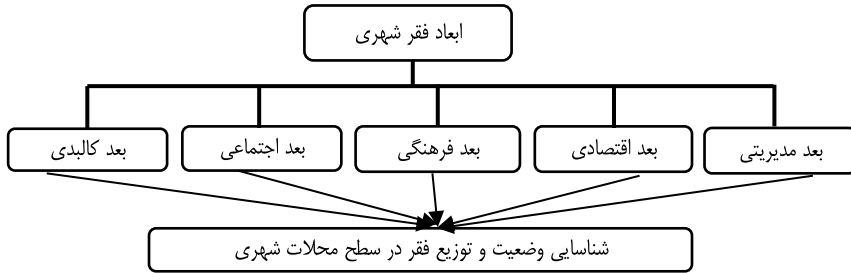 ابعاد فقر شهری
بعد مدیریتی
بعد اقتصادی
بعد فرهنگی
بعد اجتماعی
بعد کالبدی
شناسایی وضعیت و توزیع فقر در سطح محلات شهری